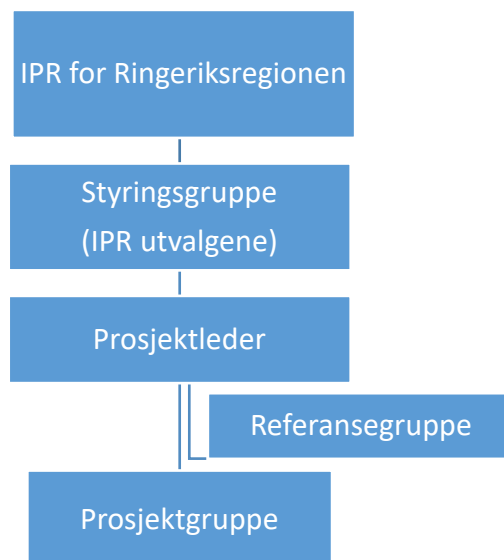 IPR for Ringeriksregionen
Styringsgruppe
(IPR utvalgene)
Prosjektleder
Referansegruppe
Prosjektgruppe